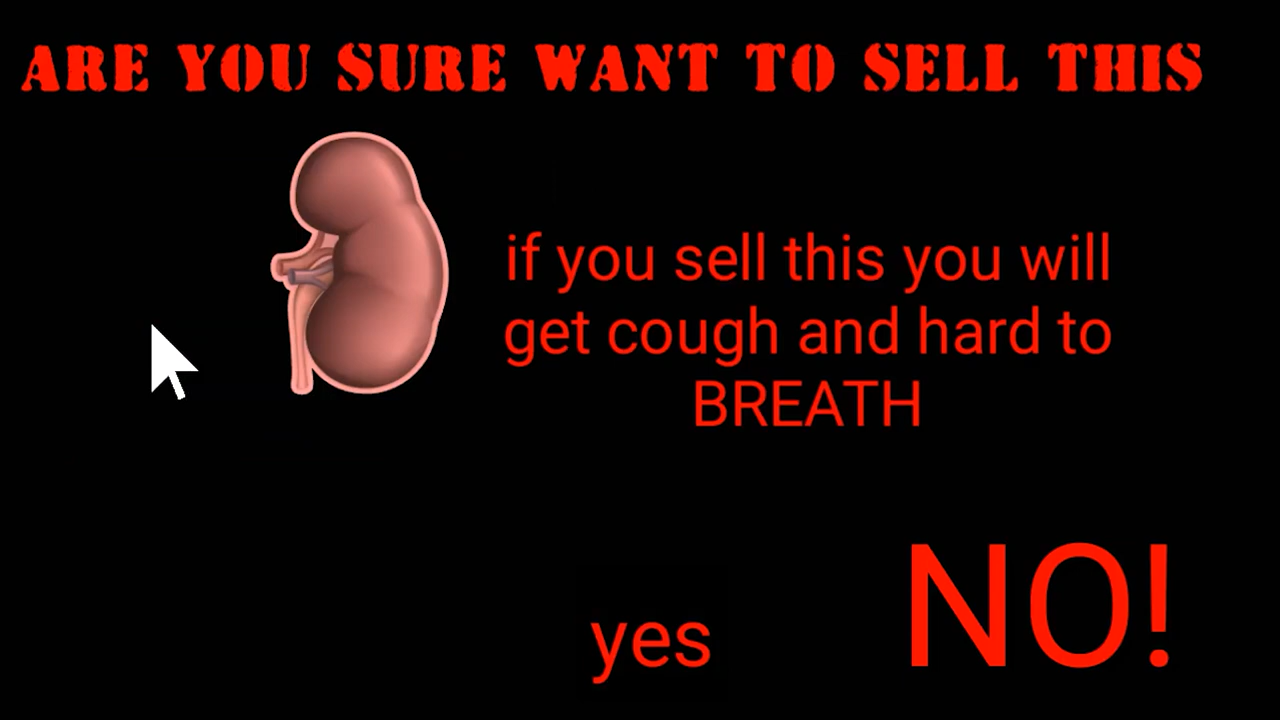 ARE YOU SURE WANT TO SELL THIS
if you sell this you will
get cough and hard to
BREATH
yes
NO!